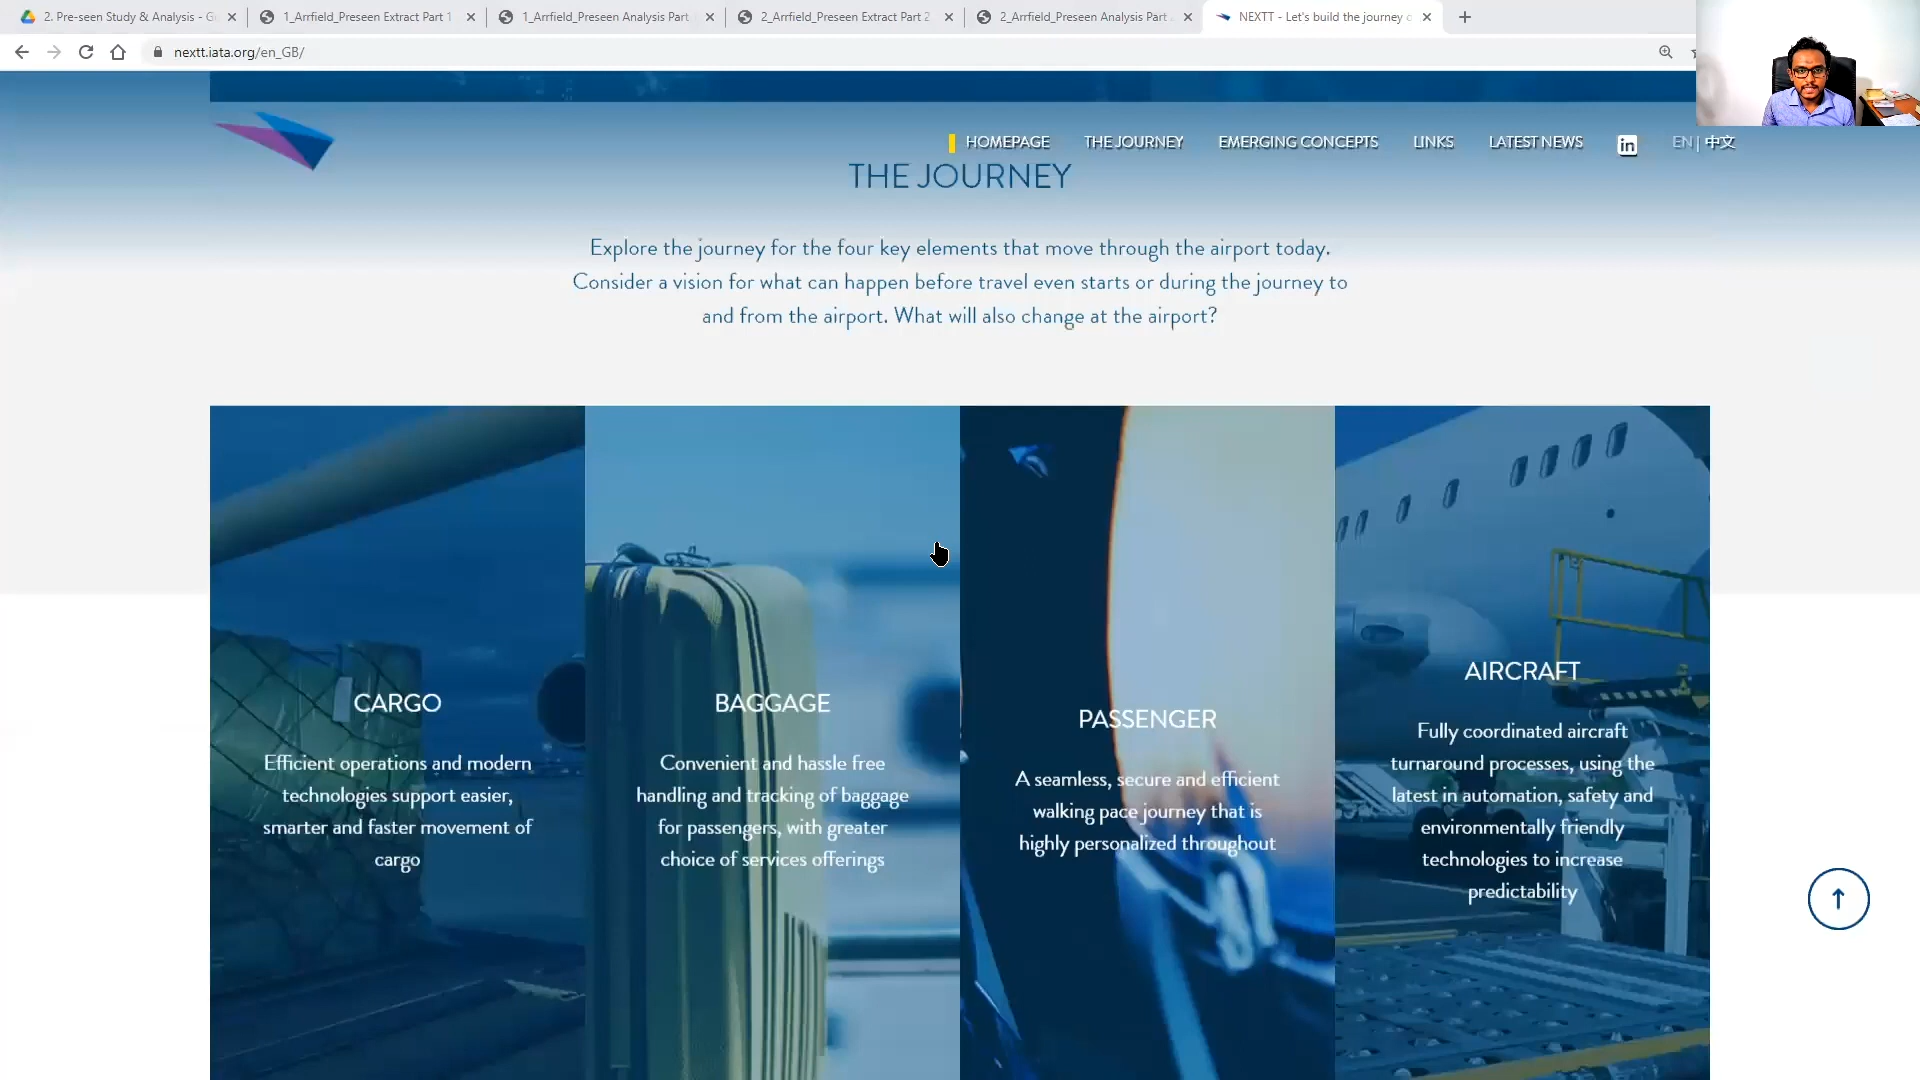 2. Pre-seen Study & Analysis - G
1_Arrfield_Preseen Extract Part 1
1_Arrfield_Preseen Analysis Part
2_Arrfield_Preseen Extract Part 2
2_Arrfield_Preseen Analysis Part
NEXTT - Let's build the journey
nextt.iata.org/en_GB/
HOMEPAGE
THE JOURNEY
EMERGING CONCEPTS
LINKS
LATEST NEWS
in
EN | 中文
THE JOURNEY
Explore the journey for the four key elements that move through the airport today.
Consider a vision for what can happen before travel even starts or during the journey to
and from the airport. What will also change at the airport?
CARGO
Efficient operations and modern
technologies support easier,
smarter and faster movement of
cargo
BAGGAGE
Convenient and hassle free
handling and tracking of baggage
for passengers, with greater
choice of services offerings
PASSENGER
A seamless, secure and efficient
walking pace journey that is
highly personalized throughout
AIRCRAFT
Fully coordinated aircraft
turnaround processes, using the
latest in automation, safety and
environmentally friendly
technologies to increase
predictability